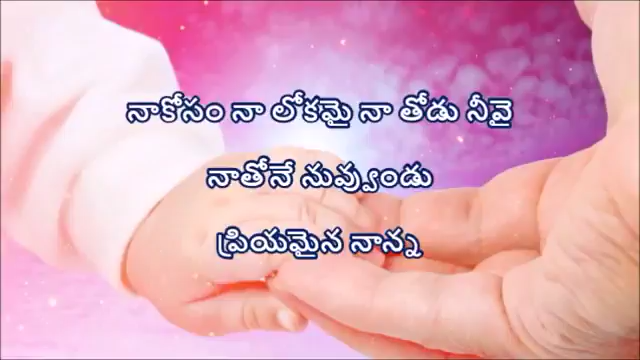 నాకోసం నా లోకమై నా తోడు నీవై
నాతోనే నువ్వుండు
ప్రియమైన నాన్న